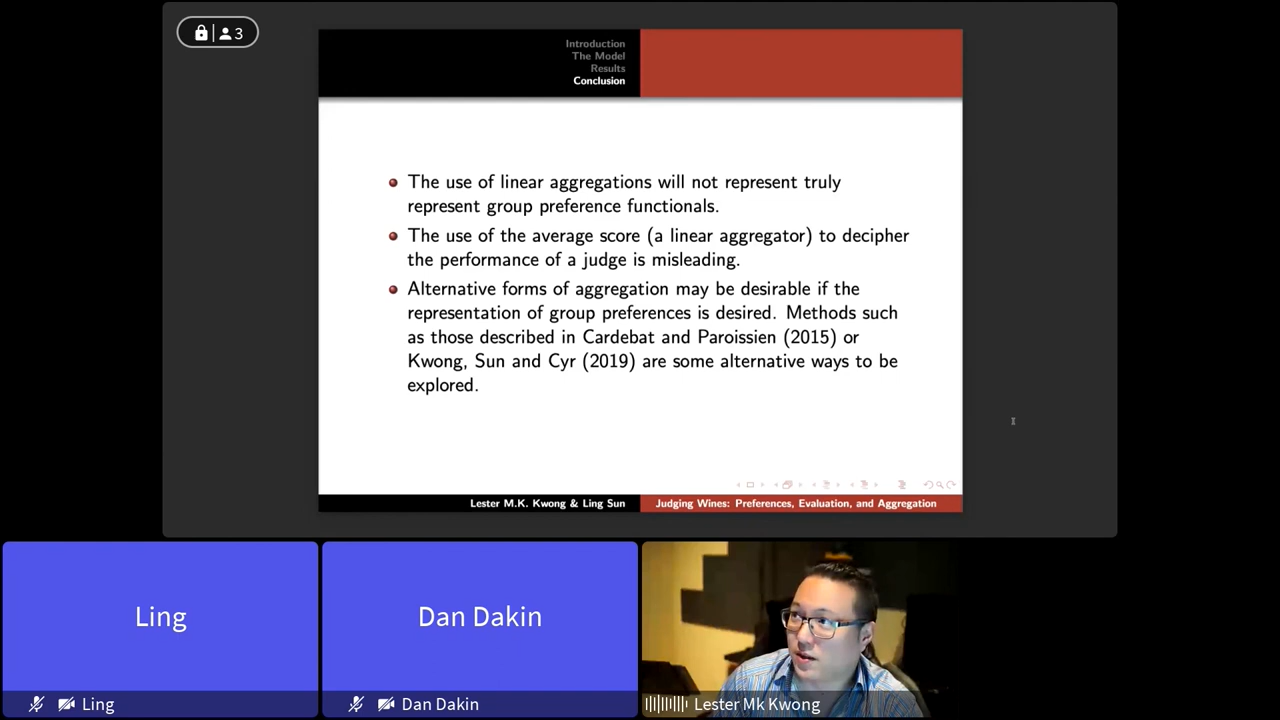 3
Introduction
The Model
Results
Conclusion
The use of linear aggregations will not represent truly
represent group preference functionals.
The use of the average score (a linear aggregator) to decipher
the performance of a judge is misleading.
Alternative forms of aggregation may be desirable if the
representation of group preferences is desired. Methods such
as those described in Cardebat and Paroissien (2015) or
Kwong, Sun and Cyr (2019) are some alternative ways to be
explored.
Lester M.K. Kwong & Ling Sun
Judging Wines: Preferences, Evaluation, and Aggregation
Ling
Dan Dakin
Ling
Dan Dakin
Lester Mk Kwong